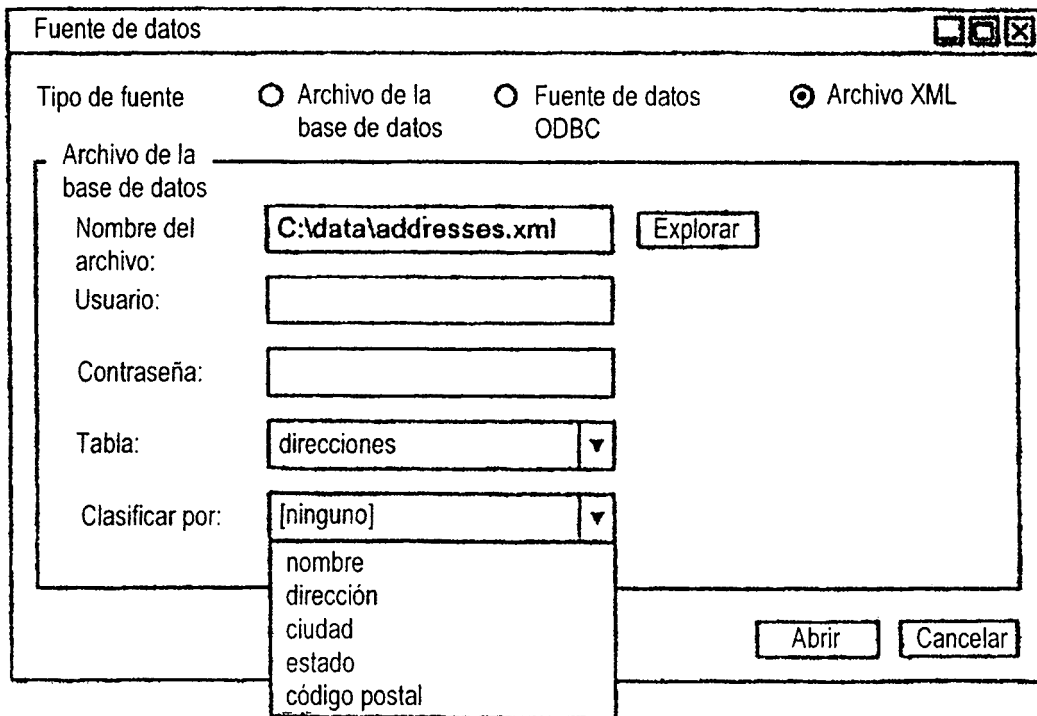 Fuente de datos
Tipo de fuente
Archivo de la
base de datos
Fuente de datos
ODBC
Archivo XML
Archivo de la
base de datos
Nombre del
archivo:
C:\data\addresses.xml
Explorar
Usuario:
Contraseña:
Tabla:
direcciones
Clasificar por:
[ninguno]
nombre
dirección
ciudad
estado
código postal
Abrir
Cancelar